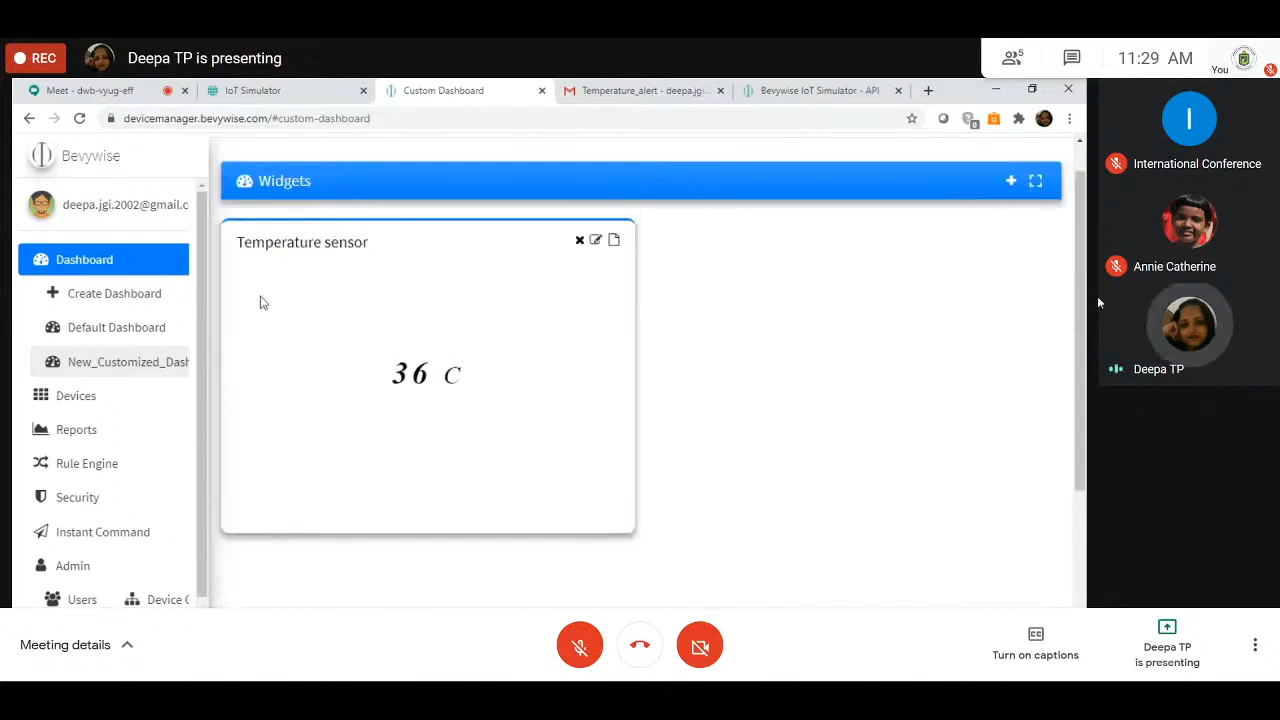 REC
Deepa TP is presenting
5
11:29 AM
You
Meet - dwb-vyug-eff
IoT Simulator
Custom Dashboard
Temperature_alert - deepa.jgi
Bevywise IoT Simulator - API
devicemanager.bevywise.com/#custom-dashboard
Bevywise
deepa.jgi.2002@gmail.c
Dashboard
Create Dashboard
Default Dashboard
New_Customized_Dash
Devices
Reports
Rule Engine
Security
Instant Command
Admin
Users
Device
Widgets
Temperature sensor
36 C
I
International Conference
Annie Catherine
Deepa TP
Meeting details
Turn on captions
Deepa TP
is presenting